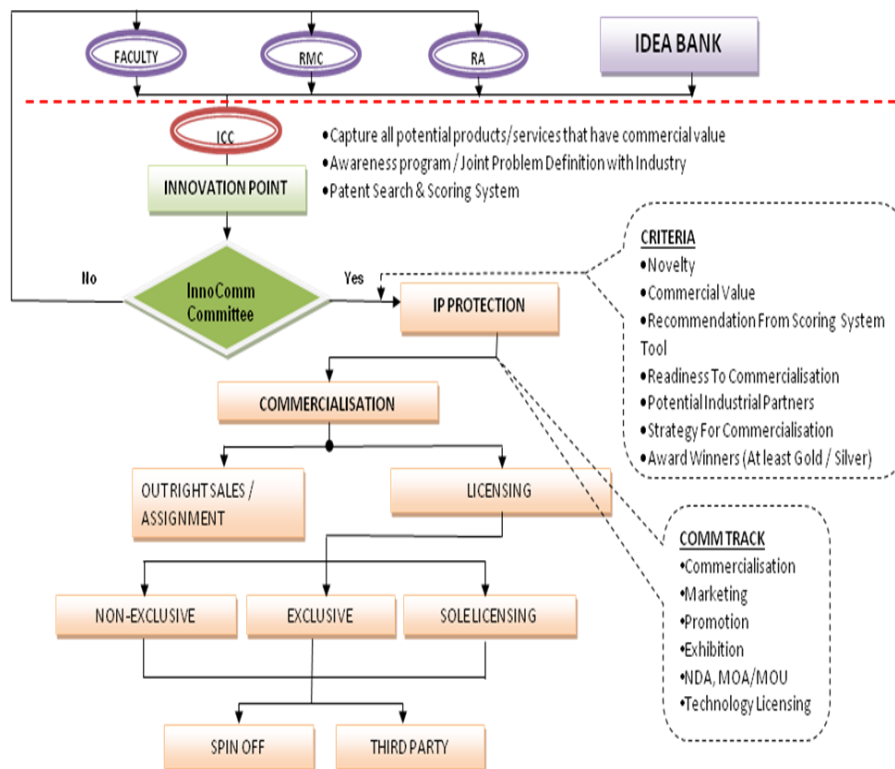 FACULTY
RMC
RA
IDEA BANK
ICC
•Capture all potential products/services that have commercial value
•Awareness program / Joint Problem Definition with Industry
•Patent Search & Scoring System
INNOVATION POINT
No
InnoComm
Committee
Yes
IP PROTECTION
CRITERIA
•Novelty
•Commercial Value
•Recommendation From Scoring System
Tool
•Readiness To Commercialisation
•Potential Industrial Partners
•Strategy For Commercialisation
•Award Winners (At least Gold / Silver)
COMMERCIALISATION
OUTRIGHT SALES /
ASSIGNMENT
LICENSING
COMM TRACK
•Commercialisation
•Marketing
•Promotion
•Exhibition
•NDA, MOA/MOU
•Technology Licensing
NON-EXCLUSIVE
EXCLUSIVE
SOLE LICENSING
SPIN OFF
THIRD PARTY